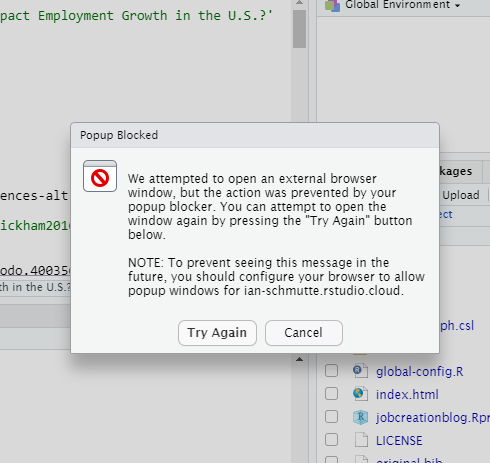 pact Employment Growth in the U.S.?'
Global Environment
Popup Blocked
We attempted to open an external browser
window, but the action was prevented by your
popup blocker. You can attempt to open the
window again by pressing the "Try Again" button
below.
NOTE: To prevent seeing this message in the
future, you should configure your browser to allow
popup windows for ian-schmutte.rstudio.cloud.
Try Again
Cancel
ences-alt
ickham201
odo.40035
th in the U.S.?
kages
Upload
ect
ph.csl
global-config.R
index.html
jobcreationblog.Rpr
LICENSE
original.bib